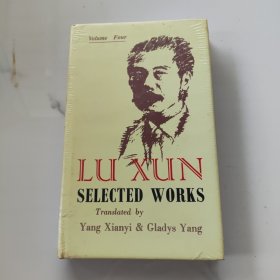 Volume Four
LU XUN
SELECTED WORKS
Translated by
Yang Xianyi & Gladys Yang